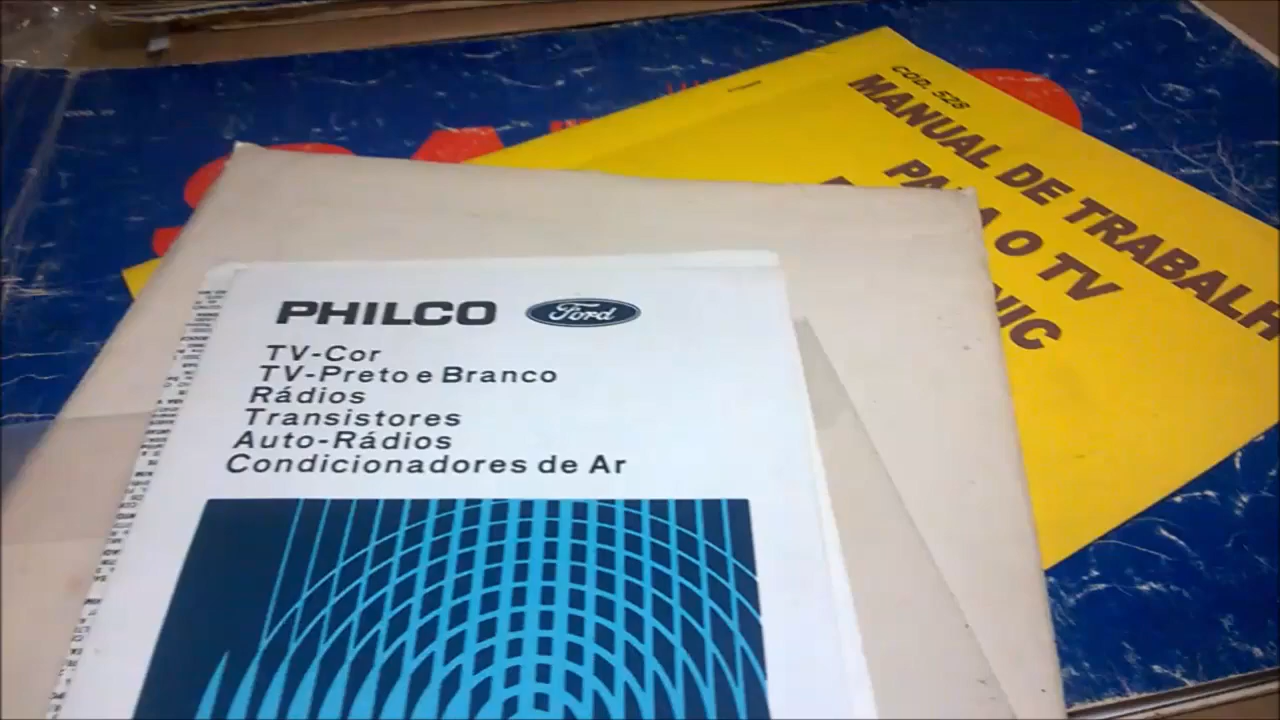 COD. 528
MANUAL DE TRABALH
O TV
PHILCO Ford
TV-Cor
TV-Preto e Branco
Rádios
Transistores
Auto-Rádios
Condicionadores de Ar